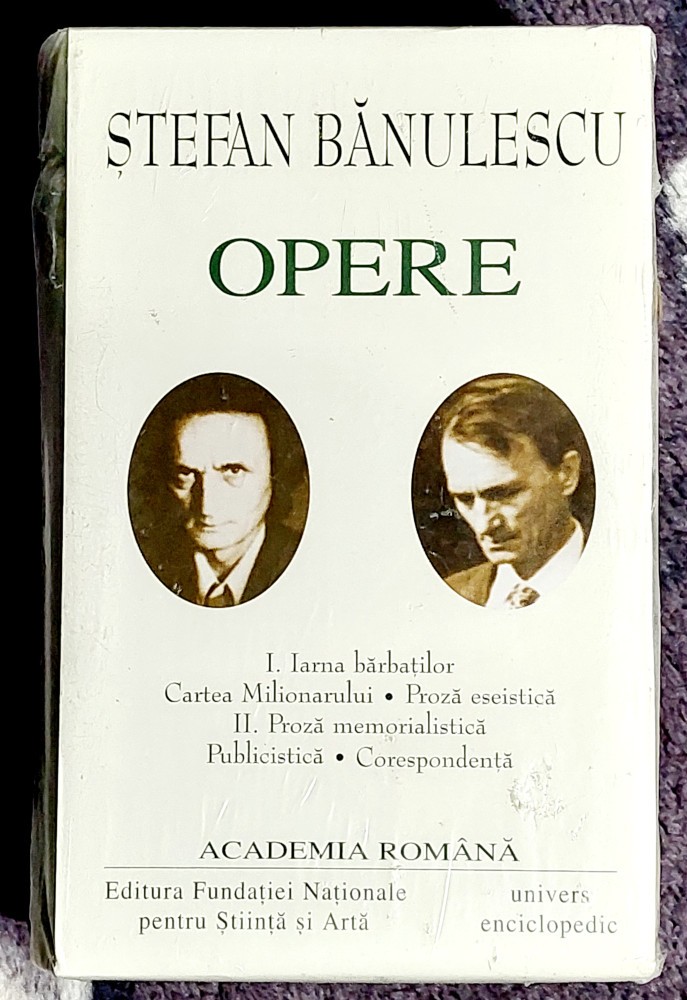 ȘTEFAN BĂNULESCU
OPERE
I. Iarna bărbaților
Cartea Milionarului • Proză eseistică
II. Proză memorialistică
Publicistică • Corespondență
ACADEMIA ROMÂNĂ
Editura Fundației Naționale
pentru Știință și Artă
univers
enciclopedic